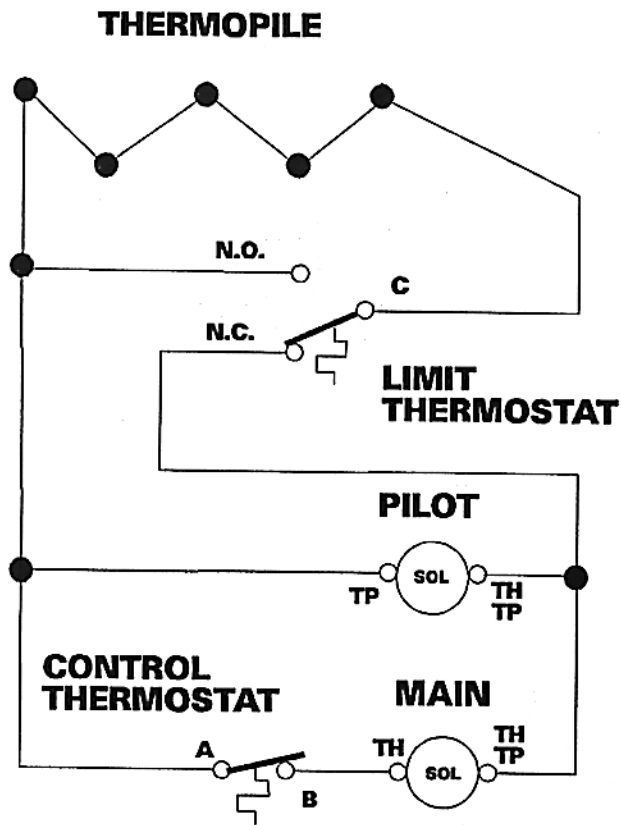 THERMOPILE
N.O.
C
N.C.
LIMIT
THERMOSTAT
PILOT
SOL
TP
TH
TP
CONTROL
THERMOSTAT
MAIN
A
B
TH
SOL
TH
TP